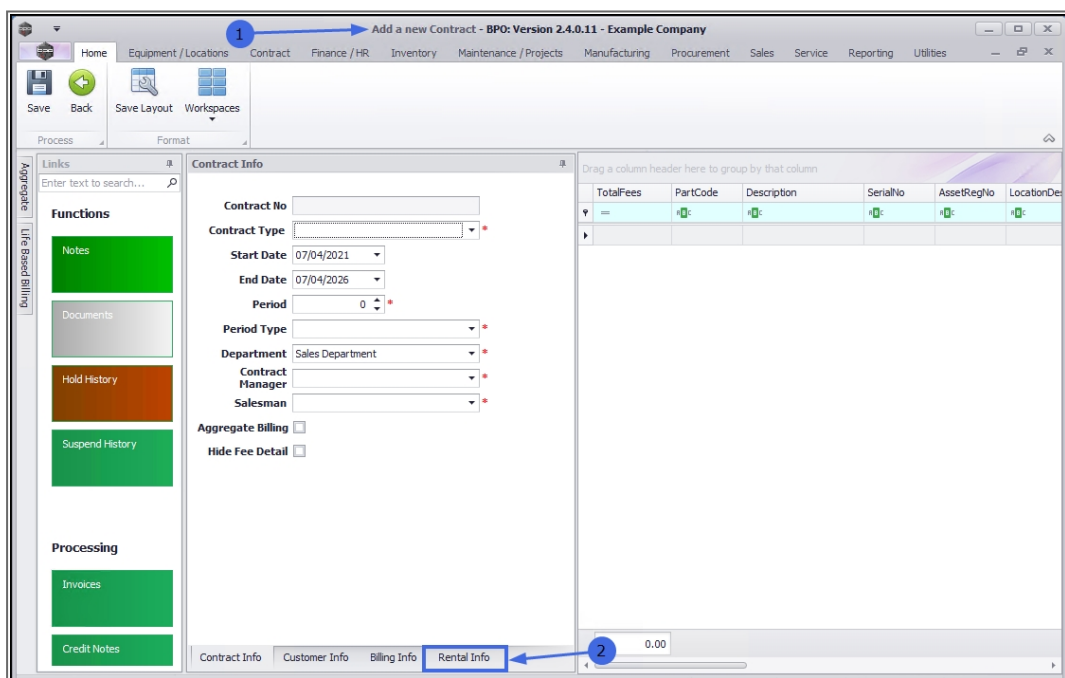 1
Add a new Contract - BPO: Version 2.4.0.11 - Example Company
Home Equipment / Locations Contract Finance / HR Inventory Maintenance / Projects Manufacturing Procurement Sales Service Reporting Utilities
Save Back Save Layout Workspaces
Process Format
Aggregate
Life Based Billing
Links
Enter text to search...
Functions
Notes
Documents
Hold History
Suspend History
Processing
Invoices
Credit Notes
Contract Info
Contract No
Contract Type *
Start Date 07/04/2021
End Date 07/04/2026
Period 0 *
Period Type *
Department Sales Department *
Contract
Manager *
Salesman *
Aggregate Billing
Hide Fee Detail
Contract Info Customer Info Billing Info Rental Info
2
Drag a column header here to group by that column
TotalFees PartCode Description SerialNo AssetRegNo LocationDes
=
0.00